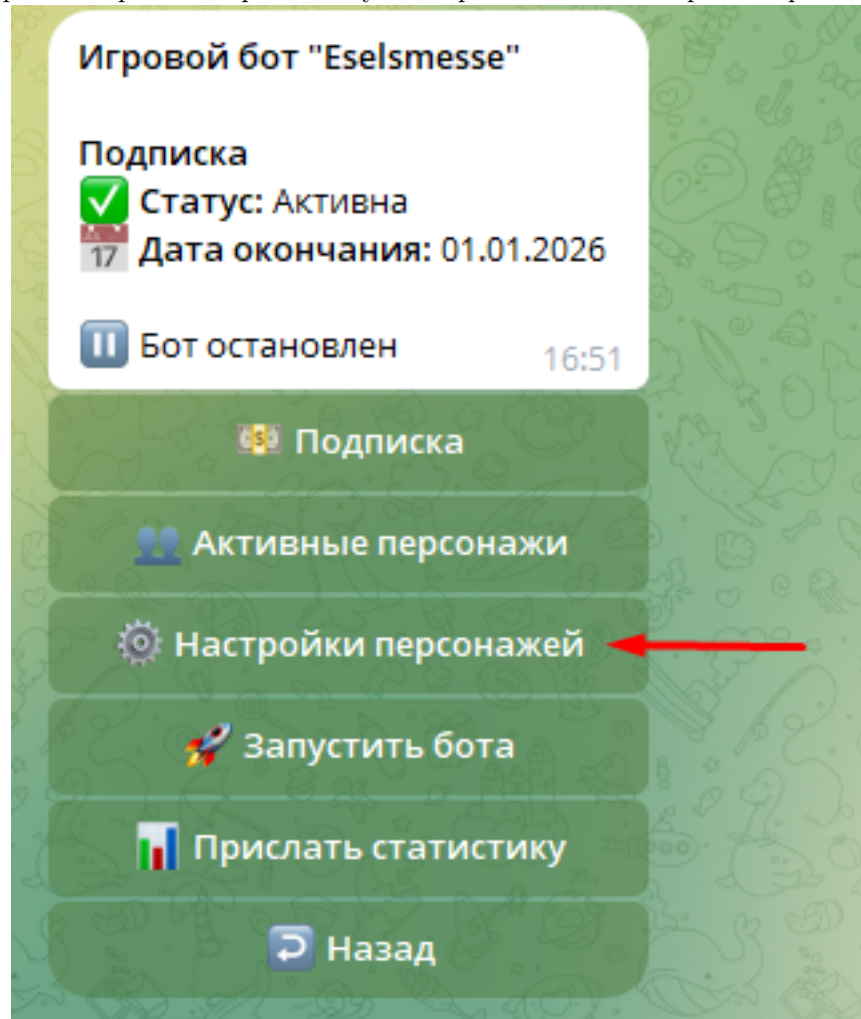 Игровой бот "Eselsmesse"
Подписка
Статус: Активна
17 Дата окончания: 01.01.2026
Бот остановлен
16:51
Подписка
Активные персонажи
Настройки персонажей
Запустить бота
Прислать статистику
Назад